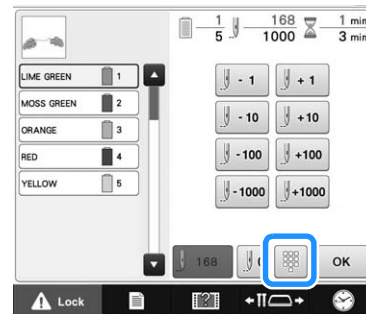 1/5 168/1000 1 min/3 min
LIME GREEN 1
MOSS GREEN 2
ORANGE 3
RED 4
YELLOW 5
- 1 + 1
- 10 + 10
- 100 +100
- 1000 +1000
168 0 OK
Lock